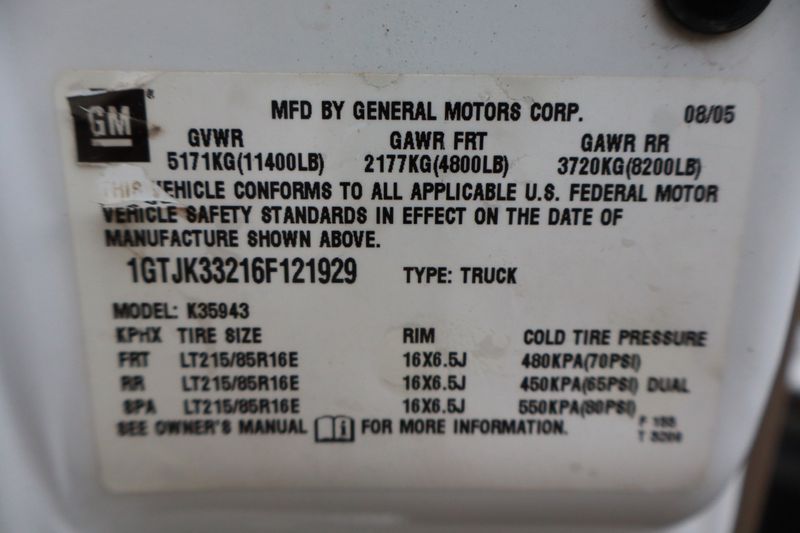 GM
MFD BY GENERAL MOTORS CORP. 08/05
GVWR GAWR FRT GAWR RR
5171KG(11400LB) 2177KG(4800LB) 3720KG(8200LB)
THIS VEHICLE CONFORMS TO ALL APPLICABLE U.S. FEDERAL MOTOR
VEHICLE SAFETY STANDARDS IN EFFECT ON THE DATE OF
MANUFACTURE SHOWN ABOVE.
1GTJK33216F121929 TYPE: TRUCK
MODEL: K35943
KPHX TIRE SIZE RIM COLD TIRE PRESSURE
FRT LT215/85R16E 16X6.5J 480KPA(70PSI)
RR LT215/85R16E 16X6.5J 450KPA(65PSI) DUAL
SPA LT215/85R16E 16X6.5J 550KPA(80PSI)
SEE OWNER'S MANUAL i FOR MORE INFORMATION.